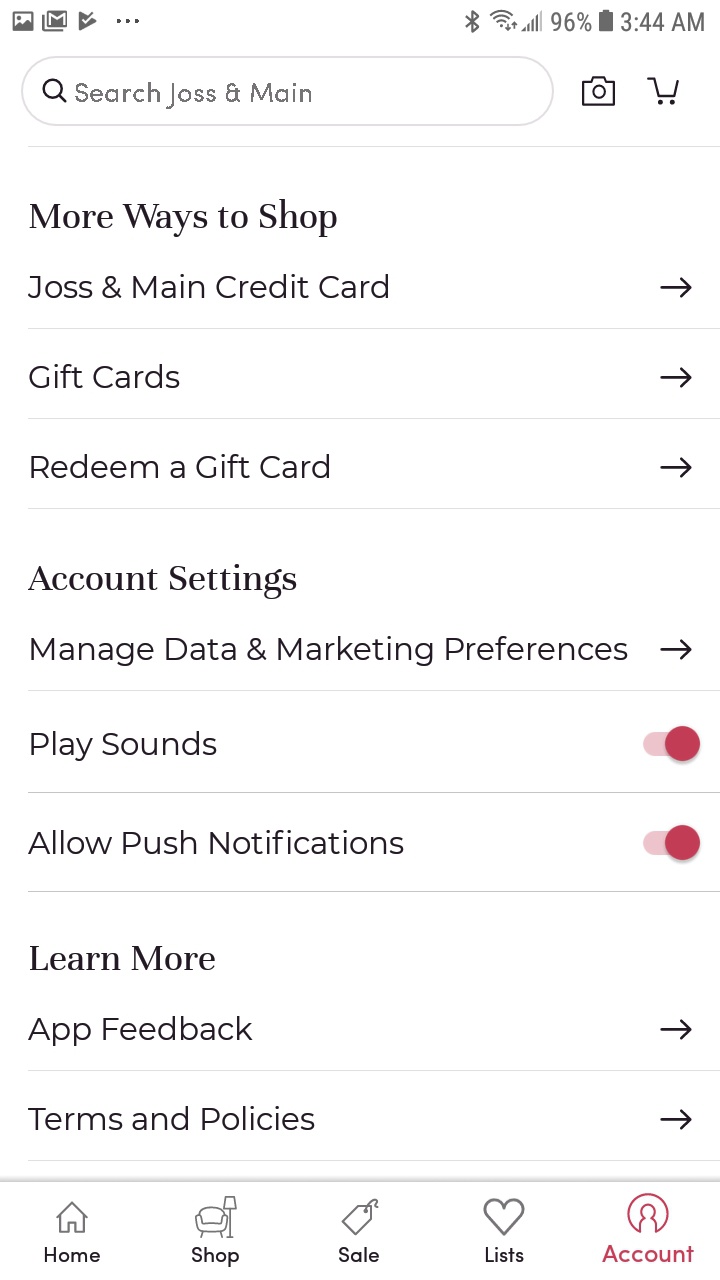 96% 3:44 AM
Search Joss & Main
More Ways to Shop
Joss & Main Credit Card
Gift Cards
Redeem a Gift Card
Account Settings
Manage Data & Marketing Preferences
Play Sounds
Allow Push Notifications
Learn More
App Feedback
Terms and Policies
Home Shop Sale Lists Account